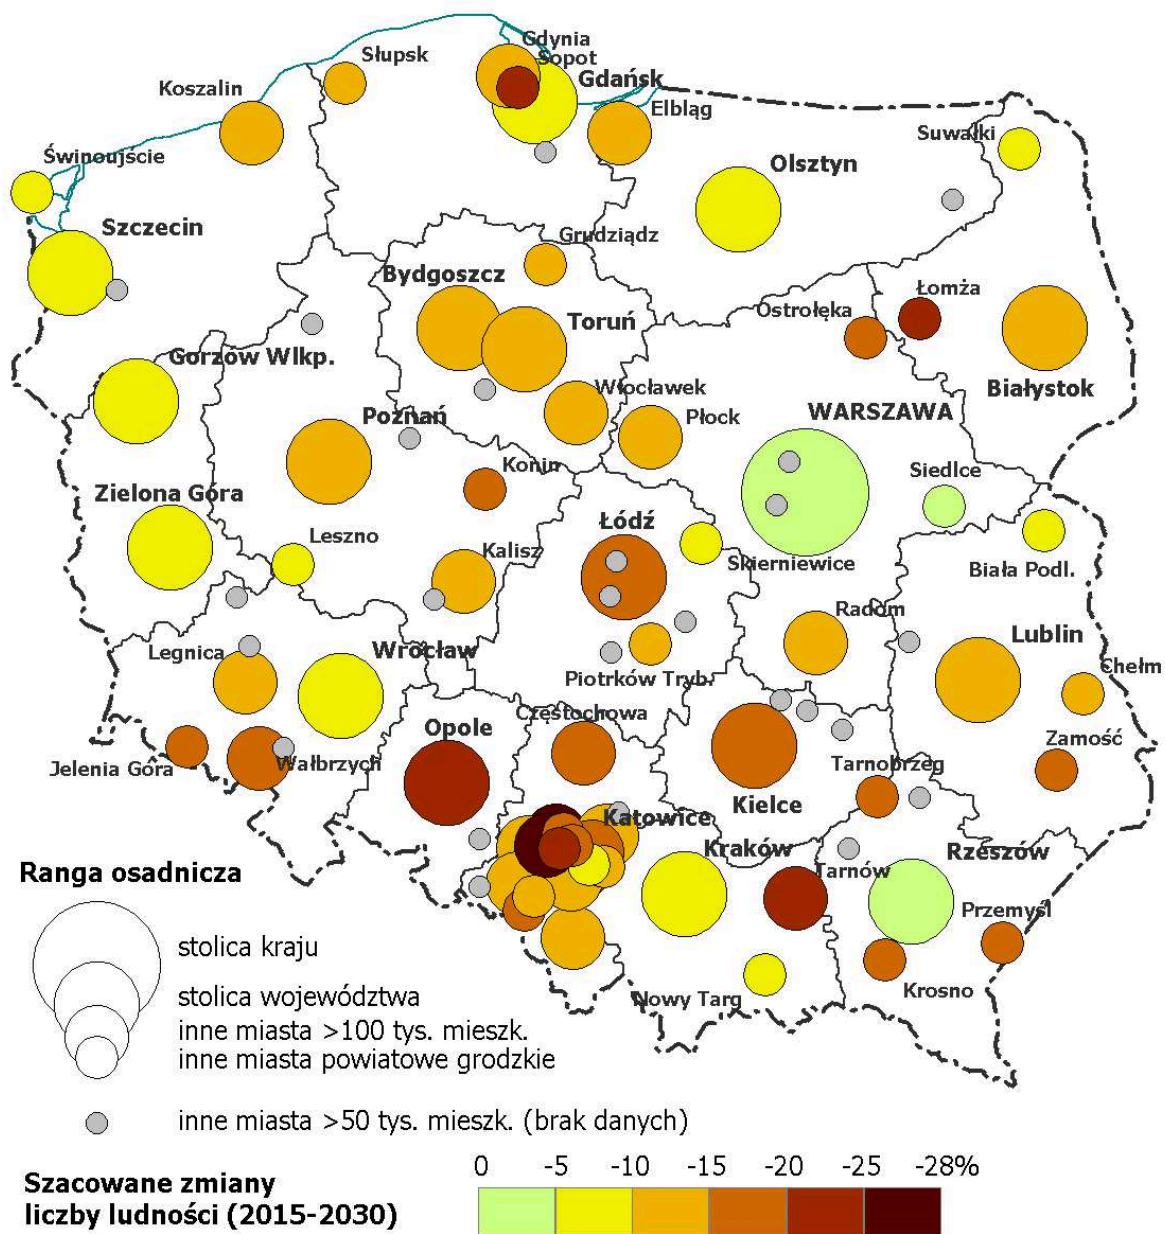 Gdynia
Słupsk
Sopot
Gdańsk
Koszalin
Elbląg
Suwałki
Świnoujście
Olsztyn
Szczecin
Grudziądz
Bydgoszcz
Łomża
Ostrołęka
Toruń
Gorzów Wlkp.
Włocławek
Białystok
Poznań
Płock
WARSZAWA
Konin
Siedlce
Zielona Góra
Łódź
Leszno
Kalisz
Skierniewice
Biała Podl.
Radom
Lublin
Legnica
Wrocław
Chełm
Piotrków Tryb.
Częstochowa
Opole
Zamość
Jelenia Góra
Wałbrzych
Tarnobrzeg
Kielce
Katowice
Kraków
Rzeszów
Tarnów
Przemyśl
Krosno
Nowy Targ
Ranga osadnicza
stolica kraju
stolica województwa
inne miasta >100 tys. mieszk.
inne miasta powiatowe grodzkie
inne miasta >50 tys. mieszk. (brak danych)
Szacowane zmiany
liczby ludności (2015-2030)
0 -5 -10 -15 -20 -25 -28%